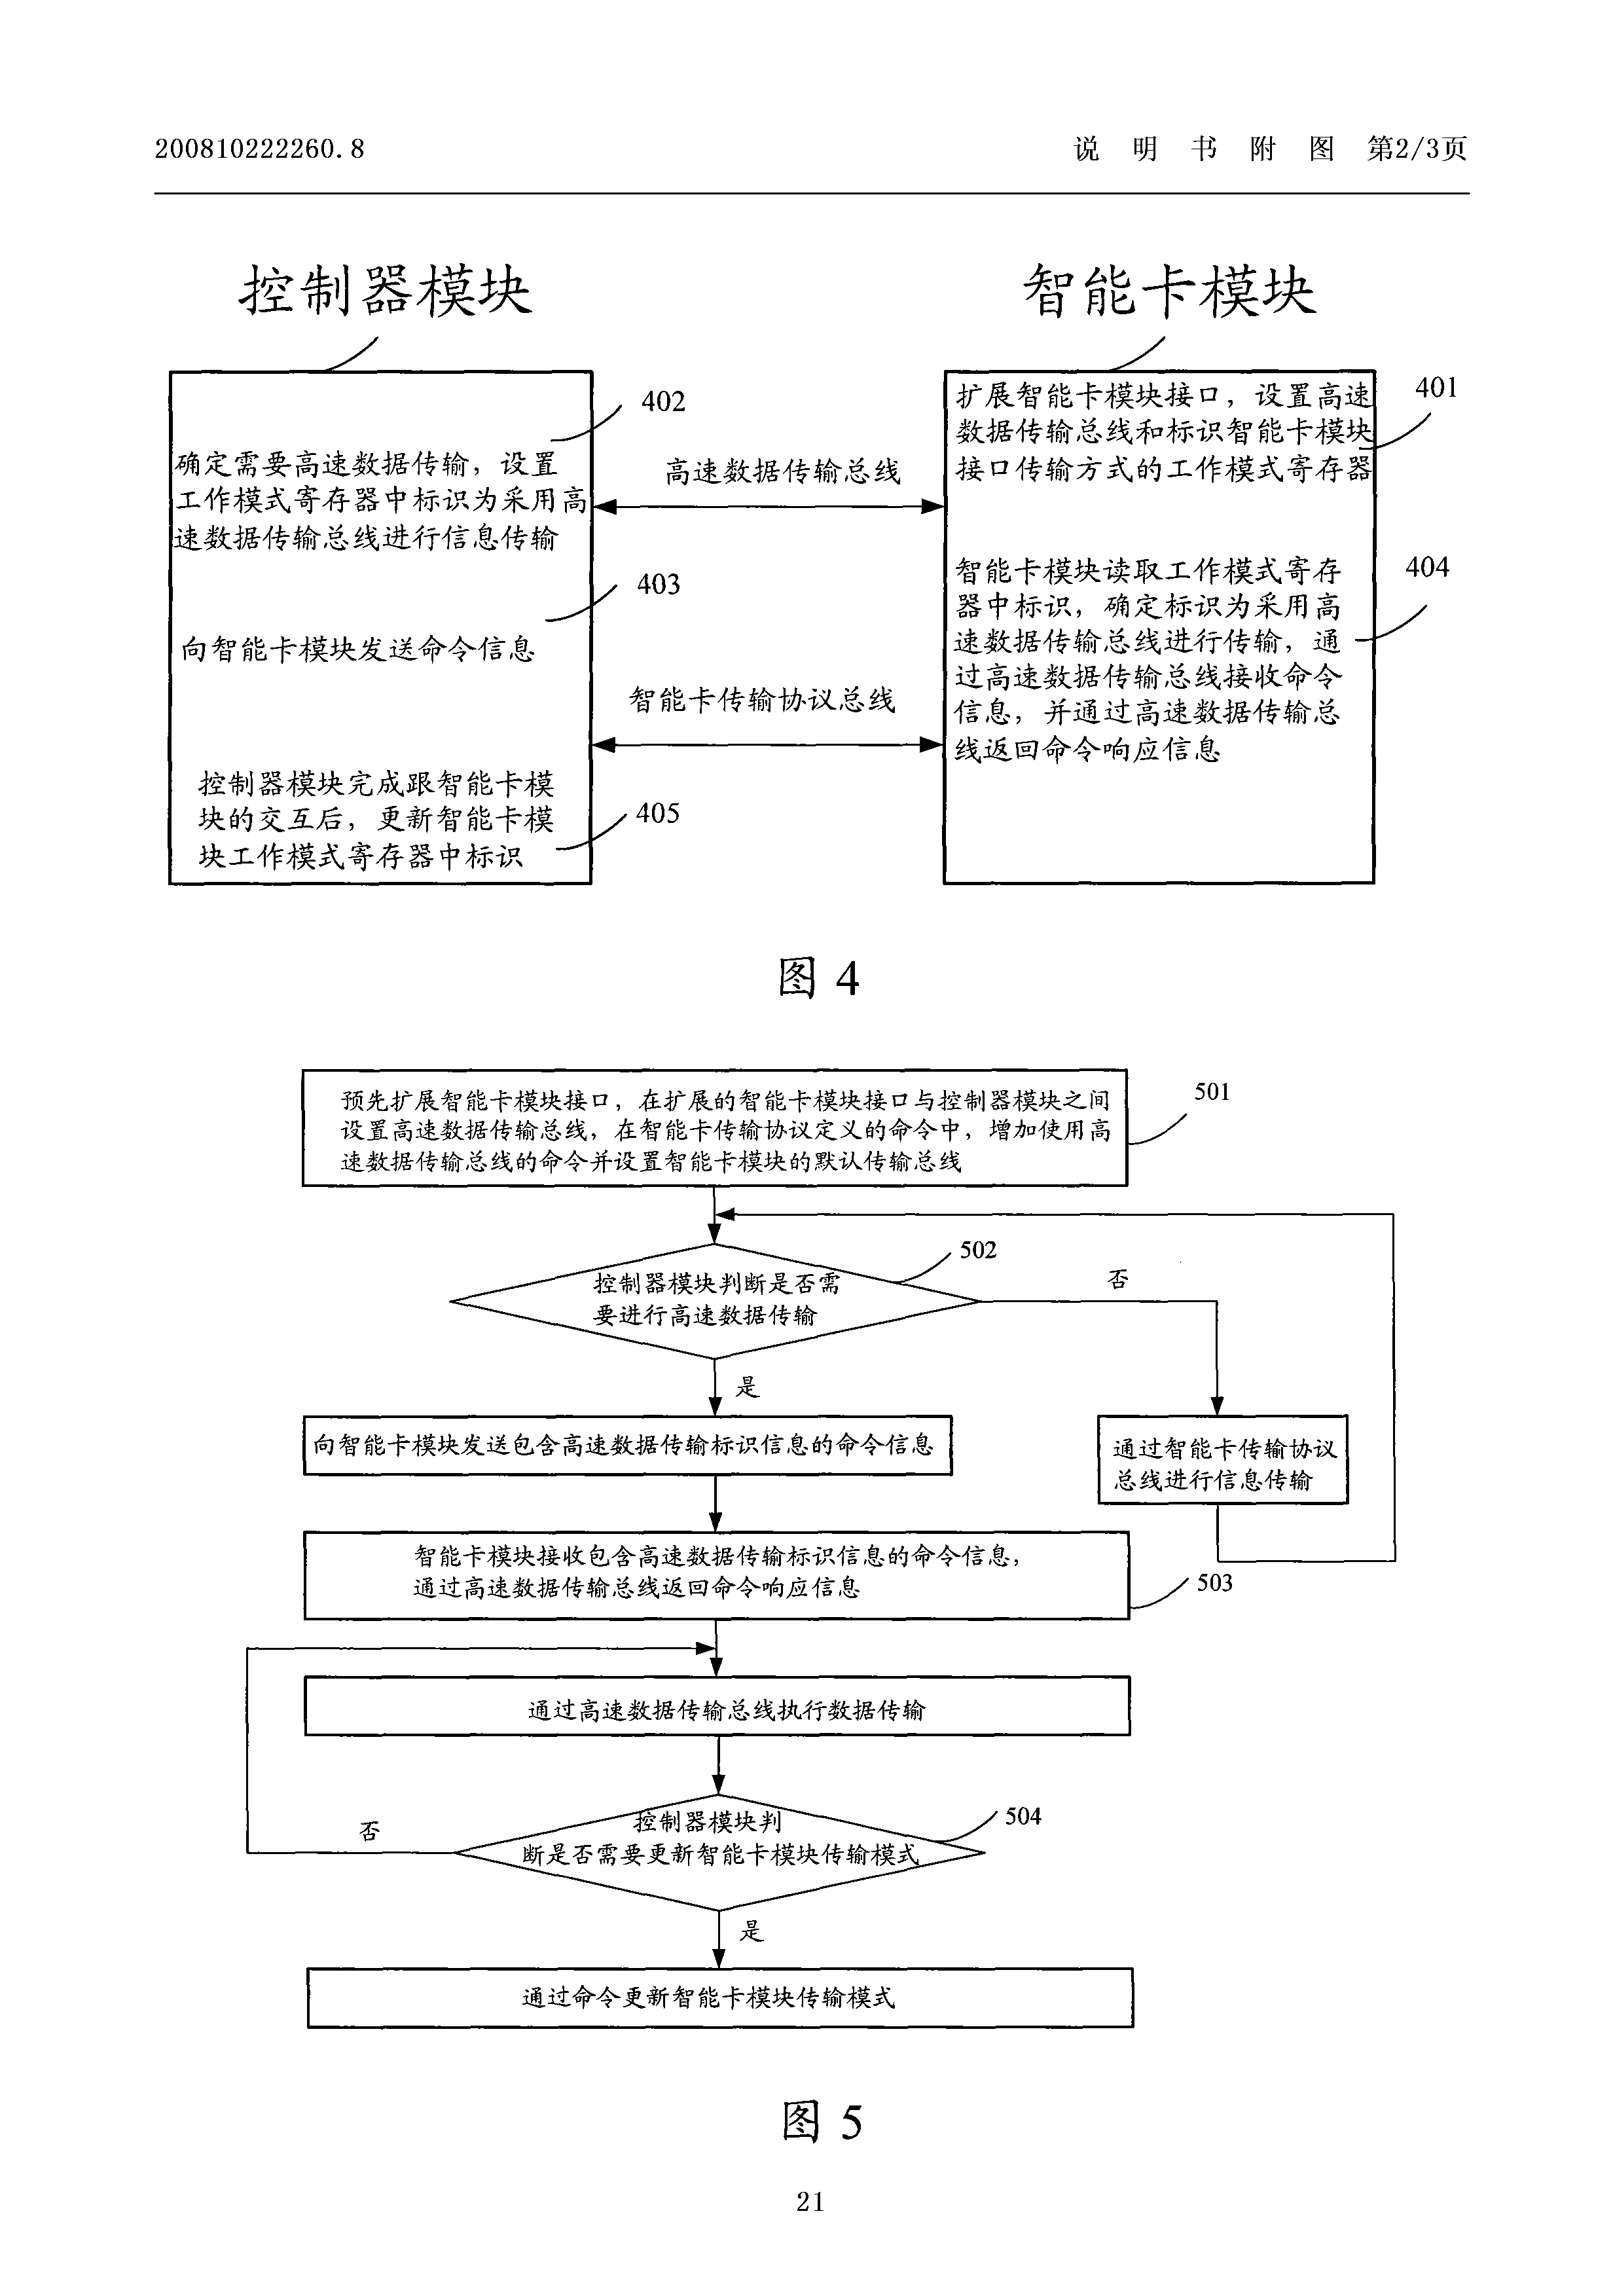 200810222260.8
说 明 书 附 图 第2/3页
控制器模块
智能卡模块
402
确定需要高速数据传输，设置
工作模式寄存器中标识为采用高
速数据传输总线进行信息传输
403
向智能卡模块发送命令信息
控制器模块完成跟智能卡模
块的交互后，更新智能卡模
块工作模式寄存器中标识
405
高速数据传输总线
智能卡传输协议总线
扩展智能卡模块接口，设置高速
数据传输总线和标识智能卡模块
接口传输方式的工作模式寄存器
401
智能卡模块读取工作模式寄存
器中标识，确定标识为采用高
速数据传输总线进行传输，通
过高速数据传输总线接收命令
信息，并通过高速数据传输总
线返回命令响应信息
404
图 4
预先扩展智能卡模块接口，在扩展的智能卡模块接口与控制器模块之间
设置高速数据传输总线，在智能卡传输协议定义的命令中，增加使用高
速数据传输总线的命令并设置智能卡模块的默认传输总线
501
502
控制器模块判断是否需
要进行高速数据传输
否
是
向智能卡模块发送包含高速数据传输标识信息的命令信息
通过智能卡传输协议
总线进行信息传输
智能卡模块接收包含高速数据传输标识信息的命令信息，
通过高速数据传输总线返回命令响应信息
503
通过高速数据传输总线执行数据传输
控制器模块判
断是否需要更新智能卡模块传输模式
504
否
是
通过命令更新智能卡模块传输模式
图 5
21